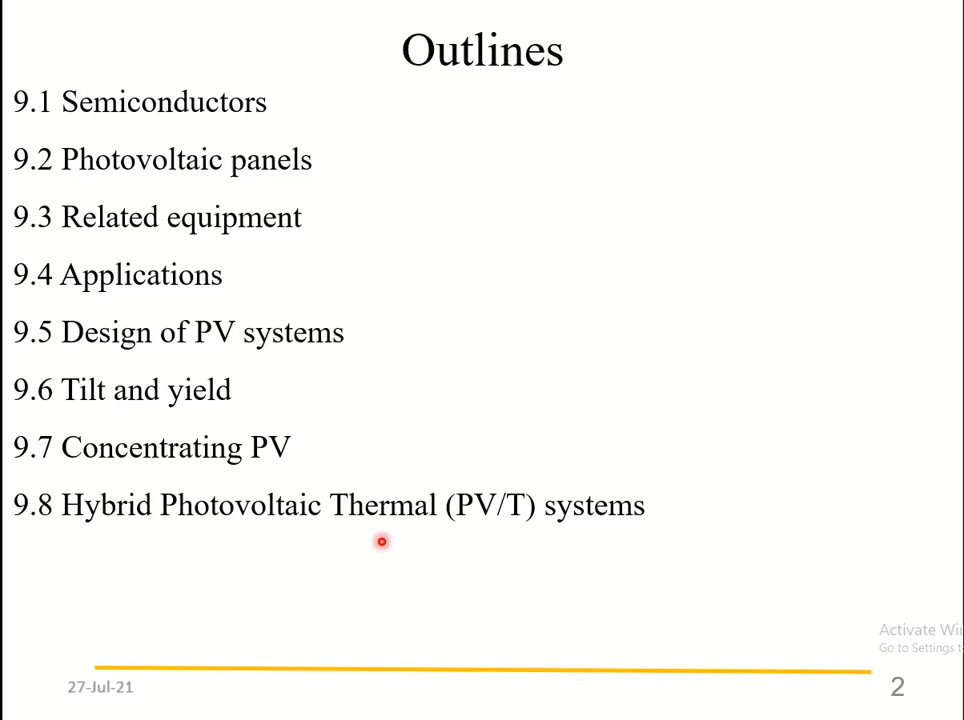 Outlines
9.1 Semiconductors
9.2 Photovoltaic panels
9.3 Related equipment
9.4 Applications
9.5 Design of PV systems
9.6 Tilt and yield
9.7 Concentrating PV
9.8 Hybrid Photovoltaic Thermal (PV/T) systems
Activate Wi
Go to Settings t
27-Jul-21
2